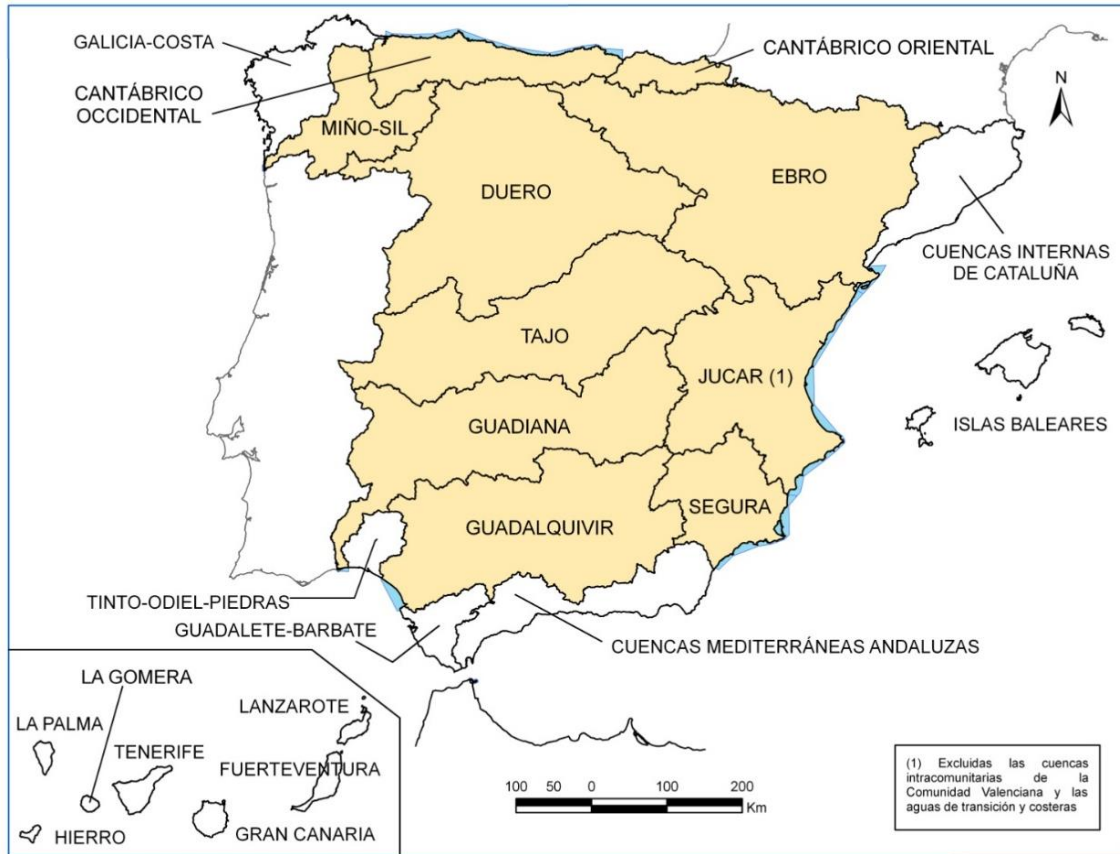 GALICIA-COSTA
CANTÁBRICO ORIENTAL
CANTÁBRICO
OCCIDENTAL
N
MIÑO-SIL
DUERO
EBRO
CUENCAS INTERNAS
DE CATALUÑA
TAJO
JUCAR (1)
ISLAS BALEARES
GUADIANA
SEGURA
GUADALQUIVIR
TINTO-ODIEL-PIEDRAS
GUADALETE-BARBATE
CUENCAS MEDITERRÁNEAS ANDALUZAS
LA GOMERA
LANZAROTE
LA PALMA
TENERIFE
FUERTEVENTURA
HIERRO
GRAN CANARIA
100 50 0 100 200
Km
(1) Excluidas las cuencas
intracomunitarias de la
Comunidad Valenciana y las
aguas de transición y costeras